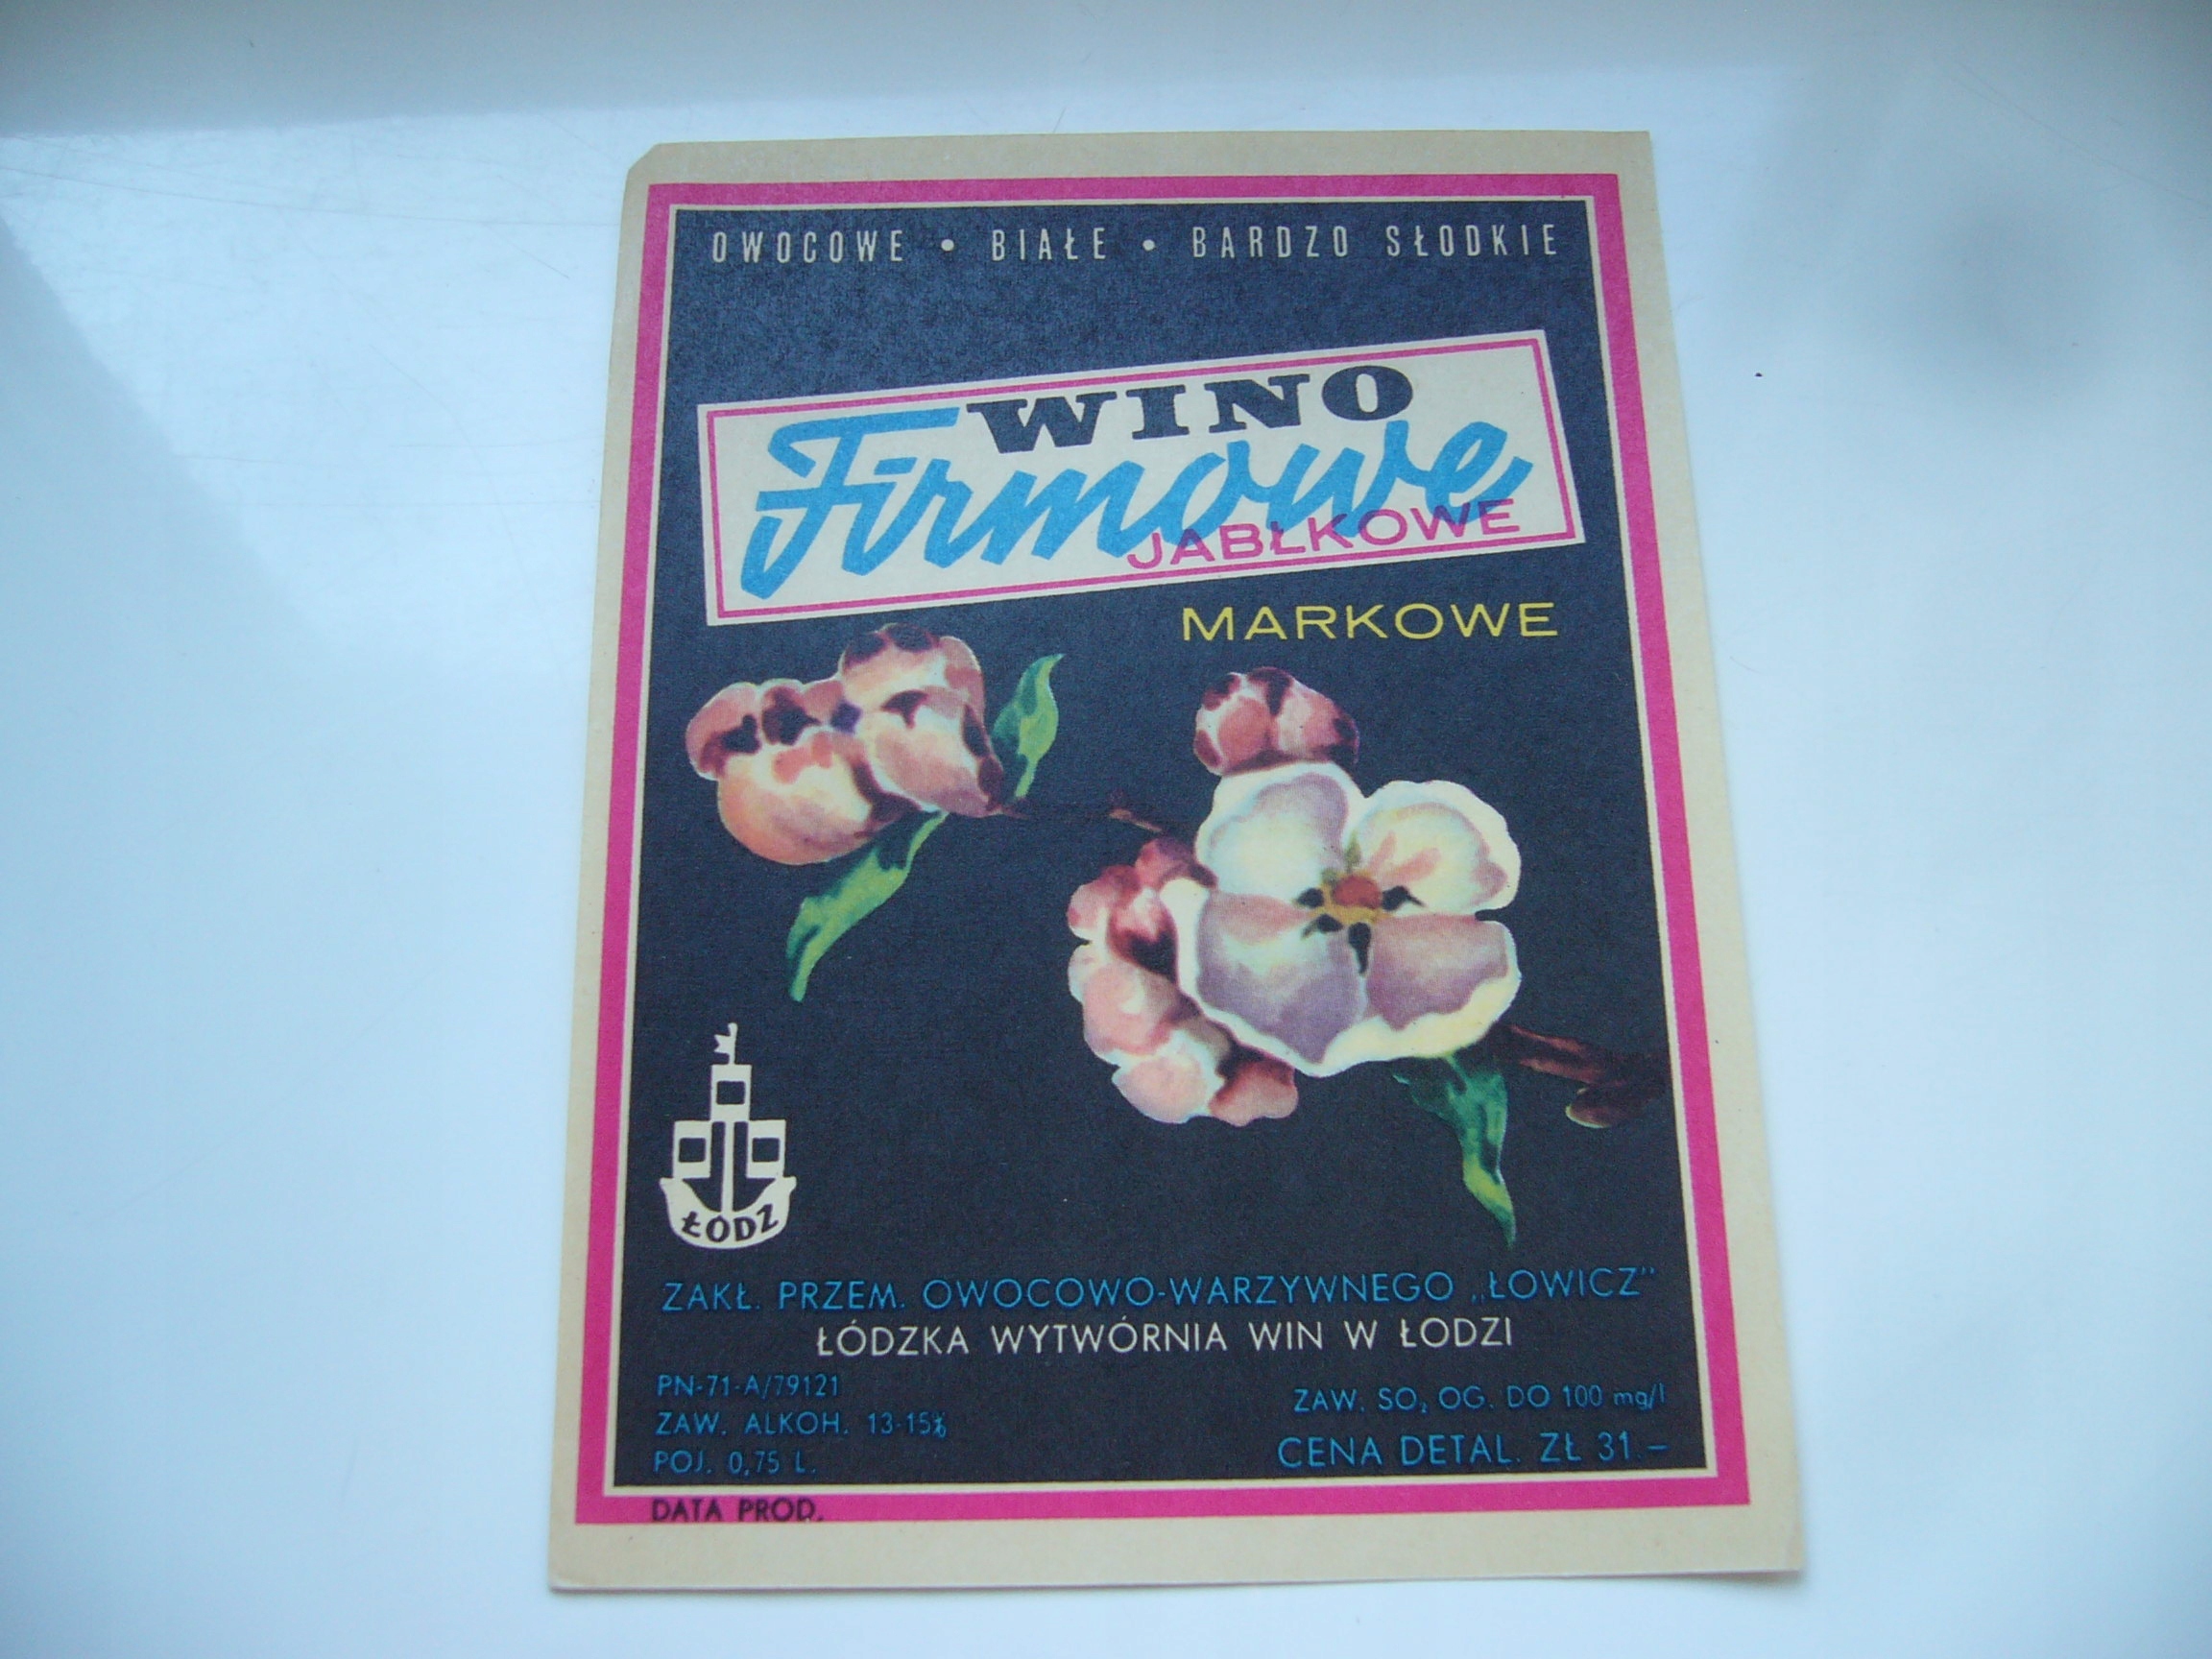 OWOCOWE • BIAŁE • BARDZO SŁODKIE
WINO
Firmowe
JABŁKOWE
MARKOWE
ŁÓDZ
ZAKŁ. PRZEM. OWOCOWO-WARZYWNEGO „ŁOWICZ"
ŁÓDZKA WYTWÓRNIA WIN W ŁODZI
PN-71-A/79121
ZAW. ALKOH. 13-15%
POJ. 0,75 L.
ZAW. SO₂ OG. DO 100 mg/l
CENA DETAL. ZŁ 31.–
DATA PROD.